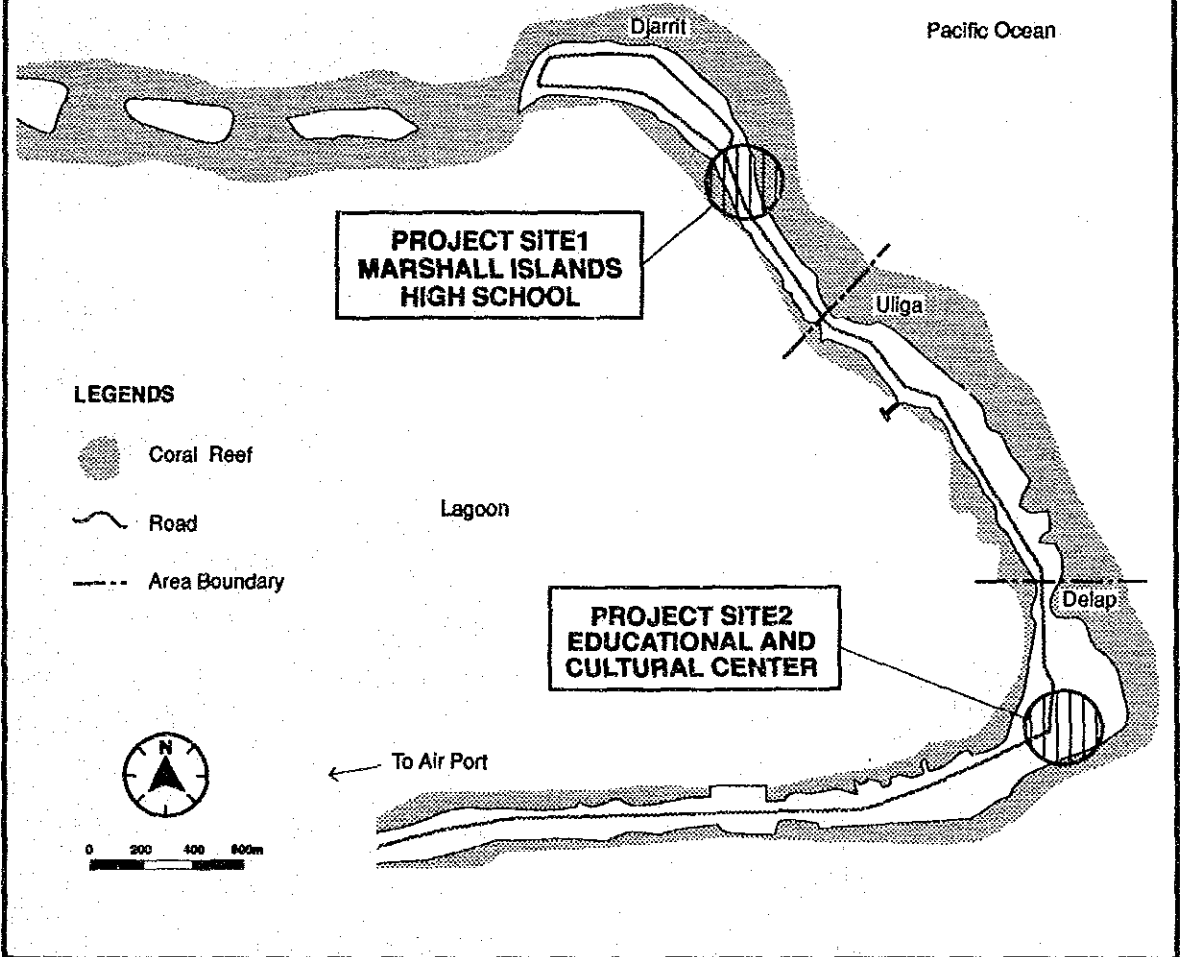 Djarrit
Pacific Ocean
PROJECT SITE1
MARSHALL ISLANDS
HIGH SCHOOL
Uliga
LEGENDS
Coral Reef
Road
Area Boundary
Lagoon
Delap
PROJECT SITE2
EDUCATIONAL AND
CULTURAL CENTER
N
To Air Port
0 200 400 600m